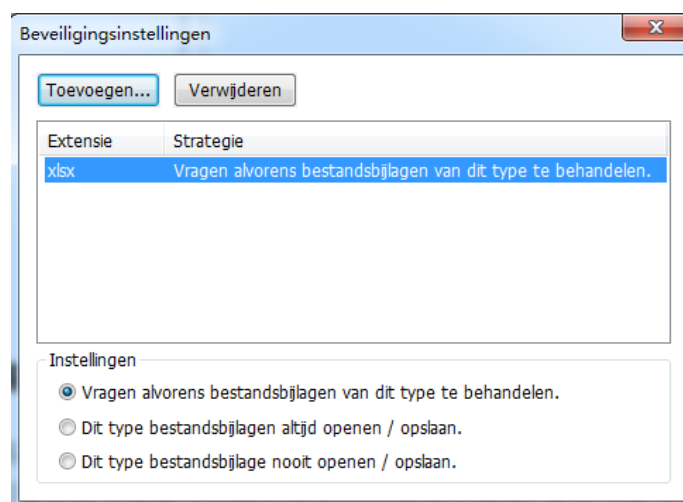 Beveiligingsinstellingen
Toevoegen... Verwijderen
Extensie Strategie
xlsx Vragen alvorens bestandsbijlagen van dit type te behandelen.
Instellingen
Vragen alvorens bestandsbijlagen van dit type te behandelen.
Dit type bestandsbijlagen altijd openen / opslaan.
Dit type bestandsbijlage nooit openen / opslaan.